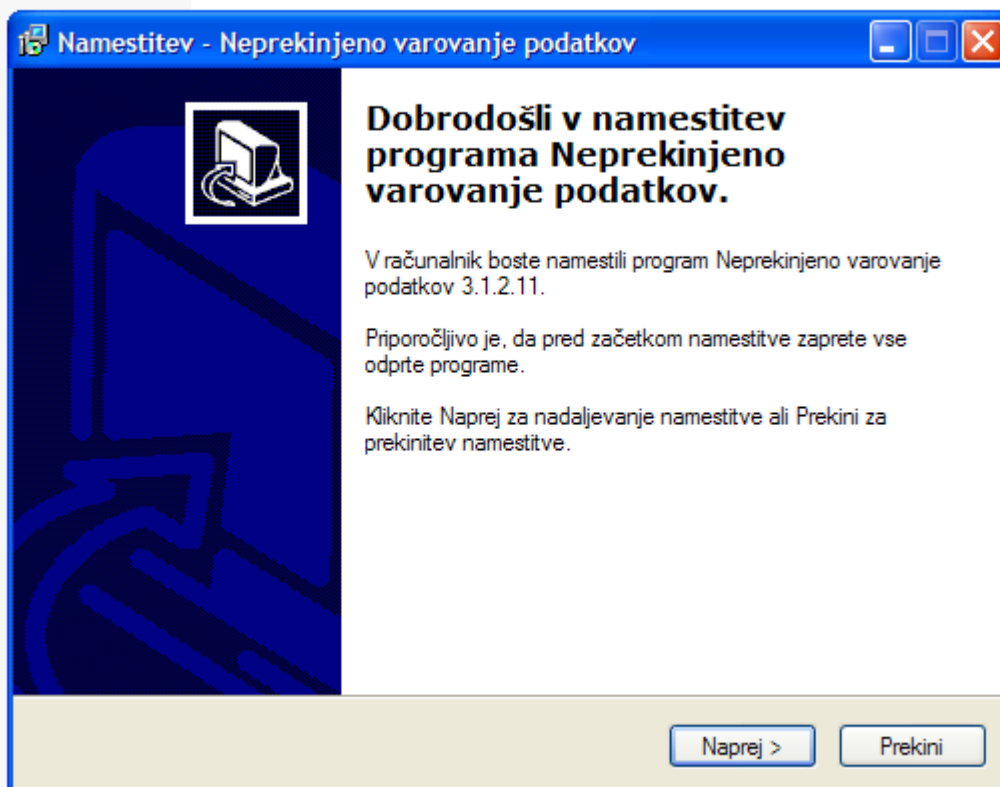 Namestitev - Neprekinjeno varovanje podatkov
Dobrodošli v namestitev
programa Neprekinjeno
varovanje podatkov.
V računalnik boste namestili program Neprekinjeno varovanje
podatkov 3.1.2.11.
Priporočljivo je, da pred začetkom namestitve zaprete vse
odprte programe.
Kliknite Naprej za nadaljevanje namestitve ali Prekini za
prekinitev namestitve.
Naprej >
Prekini